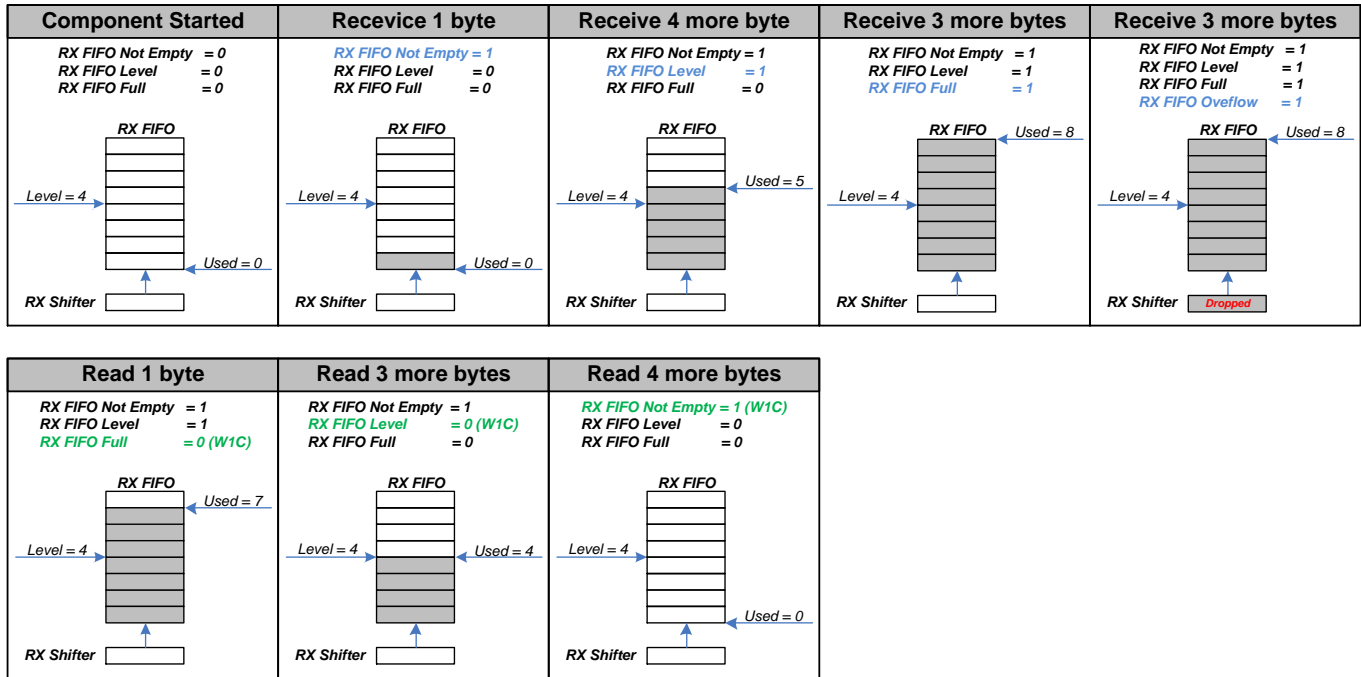 Component Started
RX FIFO Not Empty = 0
RX FIFO Level = 0
RX FIFO Full = 0
RX FIFO
Level = 4
Used = 0
RX Shifter
Recevice 1 byte
RX FIFO Not Empty = 1
RX FIFO Level = 0
RX FIFO Full = 0
RX FIFO
Level = 4
Used = 0
RX Shifter
Receive 4 more byte
RX FIFO Not Empty = 1
RX FIFO Level = 1
RX FIFO Full = 0
RX FIFO
Used = 5
Level = 4
RX Shifter
Receive 3 more bytes
RX FIFO Not Empty = 1
RX FIFO Level = 1
RX FIFO Full = 1
RX FIFO
Used = 8
Level = 4
RX Shifter
Receive 3 more bytes
RX FIFO Not Empty = 1
RX FIFO Level = 1
RX FIFO Full = 1
RX FIFO Oveflow = 1
RX FIFO
Used = 8
Level = 4
RX Shifter
Dropped
Read 1 byte
RX FIFO Not Empty = 1
RX FIFO Level = 1
RX FIFO Full = 0 (W1C)
RX FIFO
Used = 7
Level = 4
RX Shifter
Read 3 more bytes
RX FIFO Not Empty = 1
RX FIFO Level = 0 (W1C)
RX FIFO Full = 0
RX FIFO
Level = 4
Used = 4
RX Shifter
Read 4 more bytes
RX FIFO Not Empty = 1 (W1C)
RX FIFO Level = 0
RX FIFO Full = 0
RX FIFO
Level = 4
Used = 0
RX Shifter